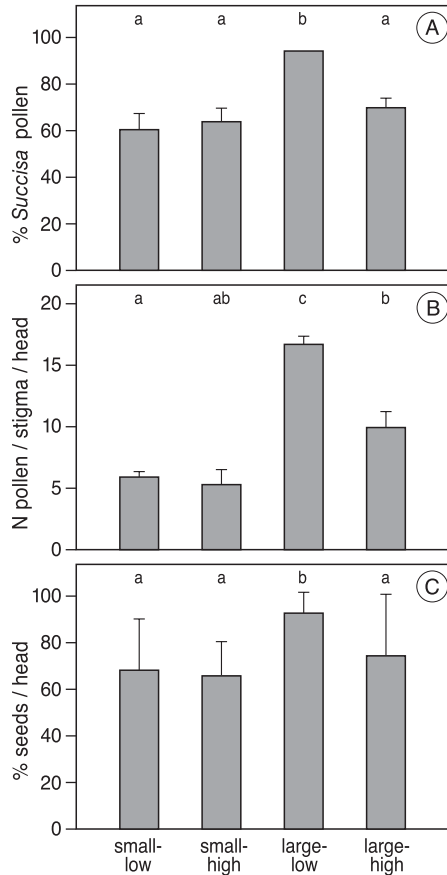 a a b a
A
100
80
60
40
20
0
% Succisa pollen
a ab c b
B
20
15
10
5
0
N pollen / stigma / head
a a b a
C
100
80
60
40
20
0
% seeds / head
small- small- large- large-
low high low high